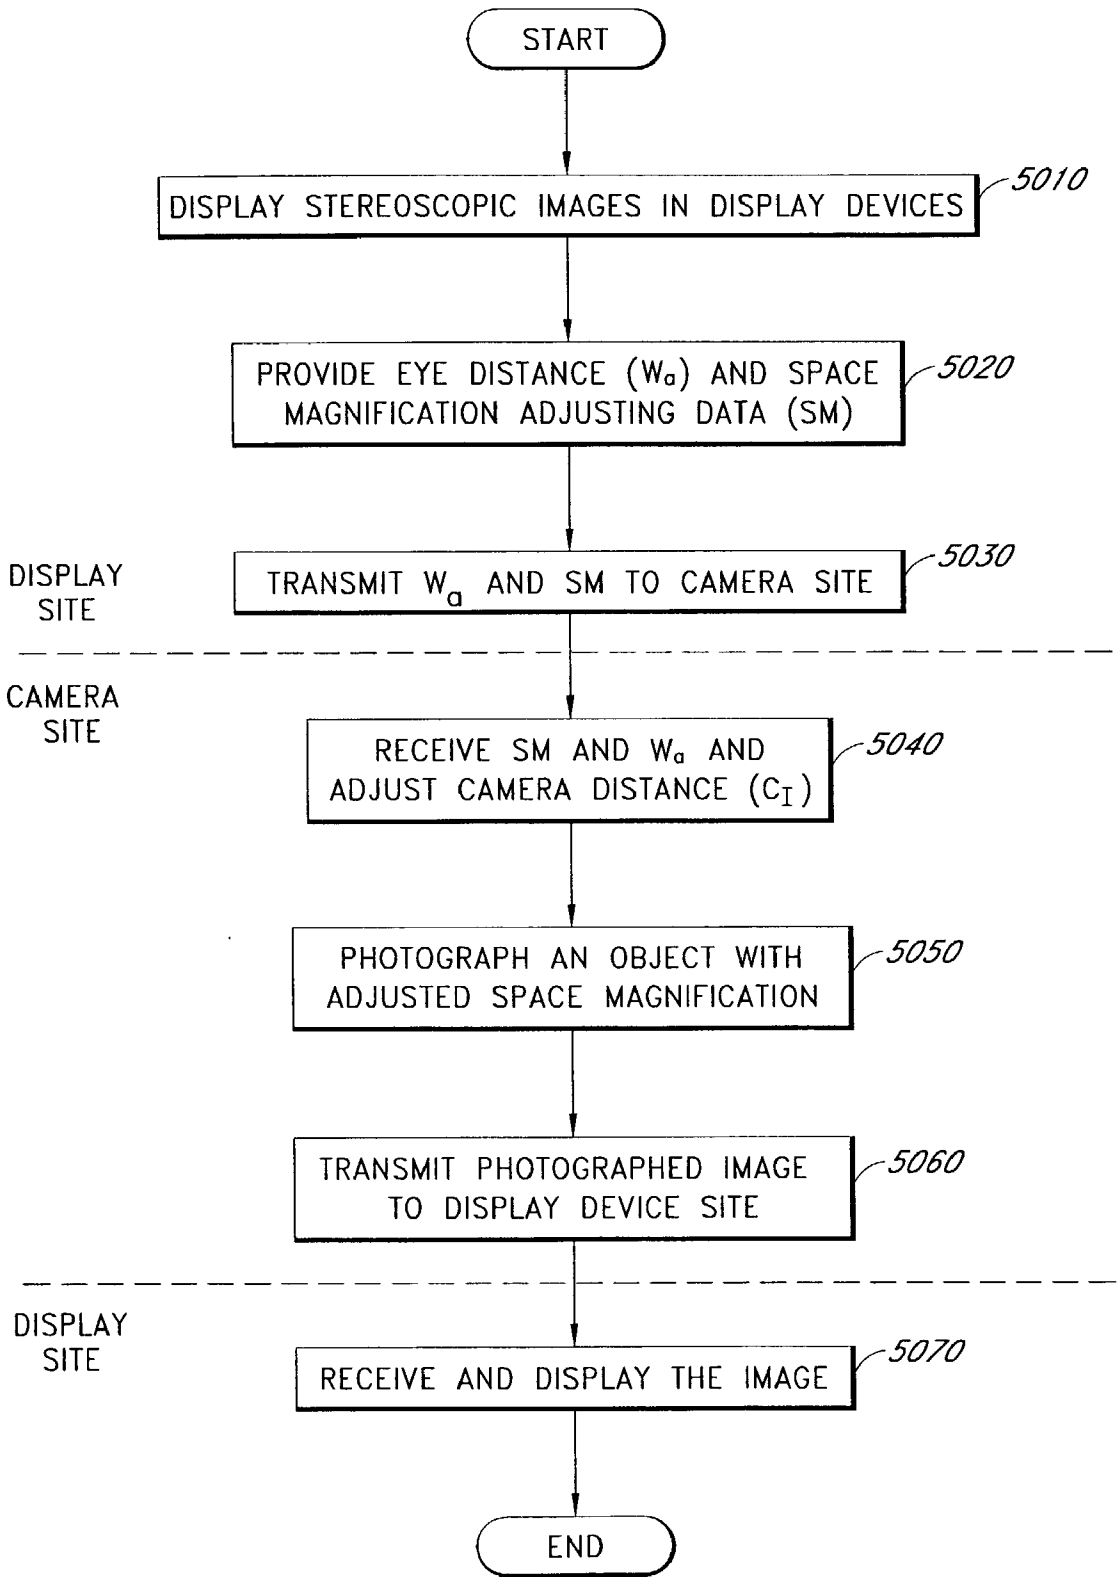 START
DISPLAY STEREOSCOPIC IMAGES IN DISPLAY DEVICES
5010
PROVIDE EYE DISTANCE (Wa) AND SPACE
MAGNIFICATION ADJUSTING DATA (SM)
5020
TRANSMIT Wa AND SM TO CAMERA SITE
5030
DISPLAY
SITE
CAMERA
SITE
RECEIVE SM AND Wa AND
ADJUST CAMERA DISTANCE (CI)
5040
PHOTOGRAPH AN OBJECT WITH
ADJUSTED SPACE MAGNIFICATION
5050
TRANSMIT PHOTOGRAPHED IMAGE
TO DISPLAY DEVICE SITE
5060
DISPLAY
SITE
RECEIVE AND DISPLAY THE IMAGE
5070
END